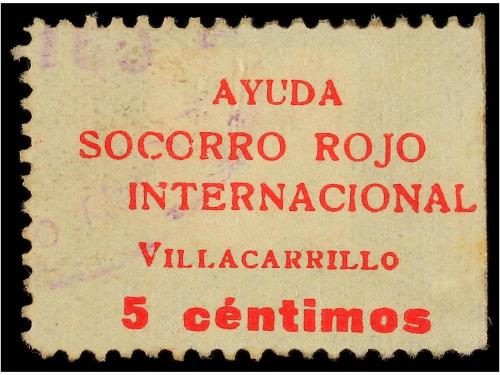 AYUDA
SOCORRO ROJO
INTERNACIONAL
VILLACARRILLO
5 céntimos